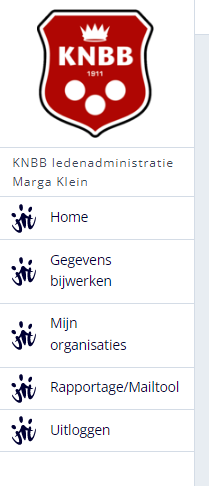 KNBB
1911
KNBB ledenadministratie
Marga Klein
Home
Gegevens
bijwerken
Mijn
organisaties
Rapportage/Mailtool
Uitloggen